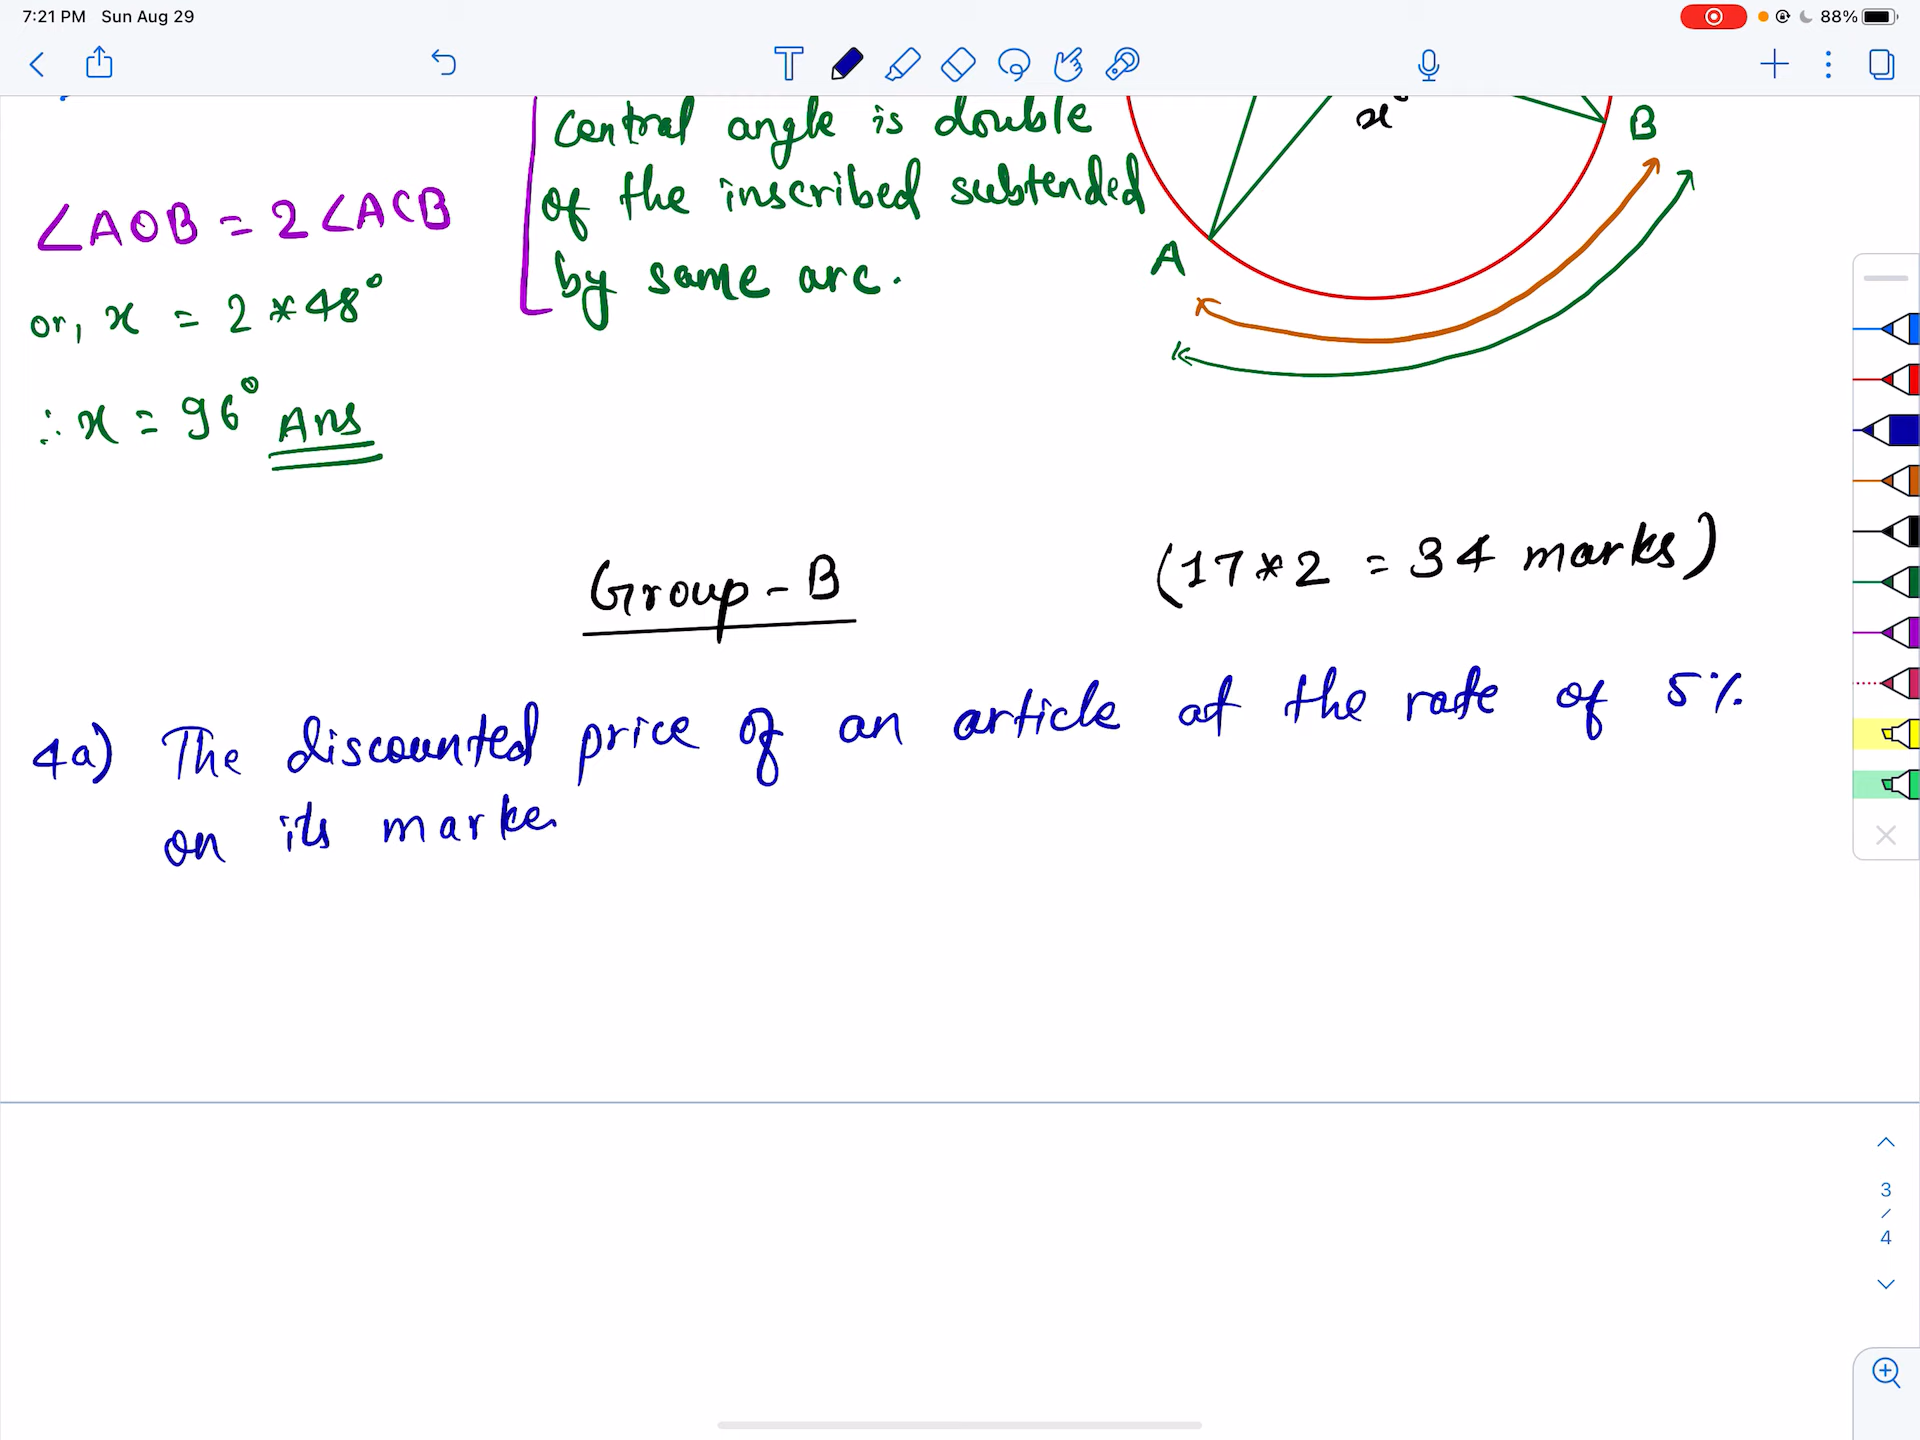 7:21 PM Sun Aug 29
88%
T
central angle is double
of the inscribed subtended
by same arc.
∠AOB = 2∠ACB
or, x = 2*48°
∴ x = 96° Ans
x°
B
A
Group - B
(17*2 = 34 marks)
4a) The discounted price of an article at the rate of 5%
on its marke
3
/
4